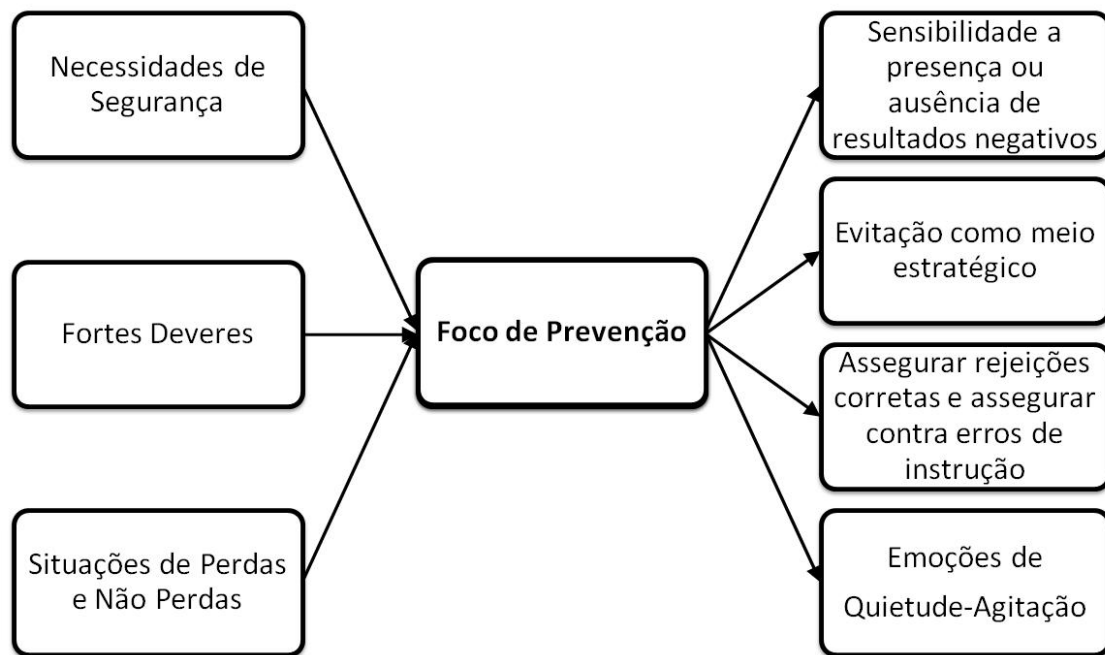 Necessidades de
Segurança
Fortes Deveres
Situações de Perdas
e Não Perdas
Foco de Prevenção
Sensibilidade a
presença ou
ausência de
resultados negativos
Evitação como meio
estratégico
Assegurar rejeições
corretas e assegurar
contra erros de
instrução
Emoções de
Quietude-Agitação